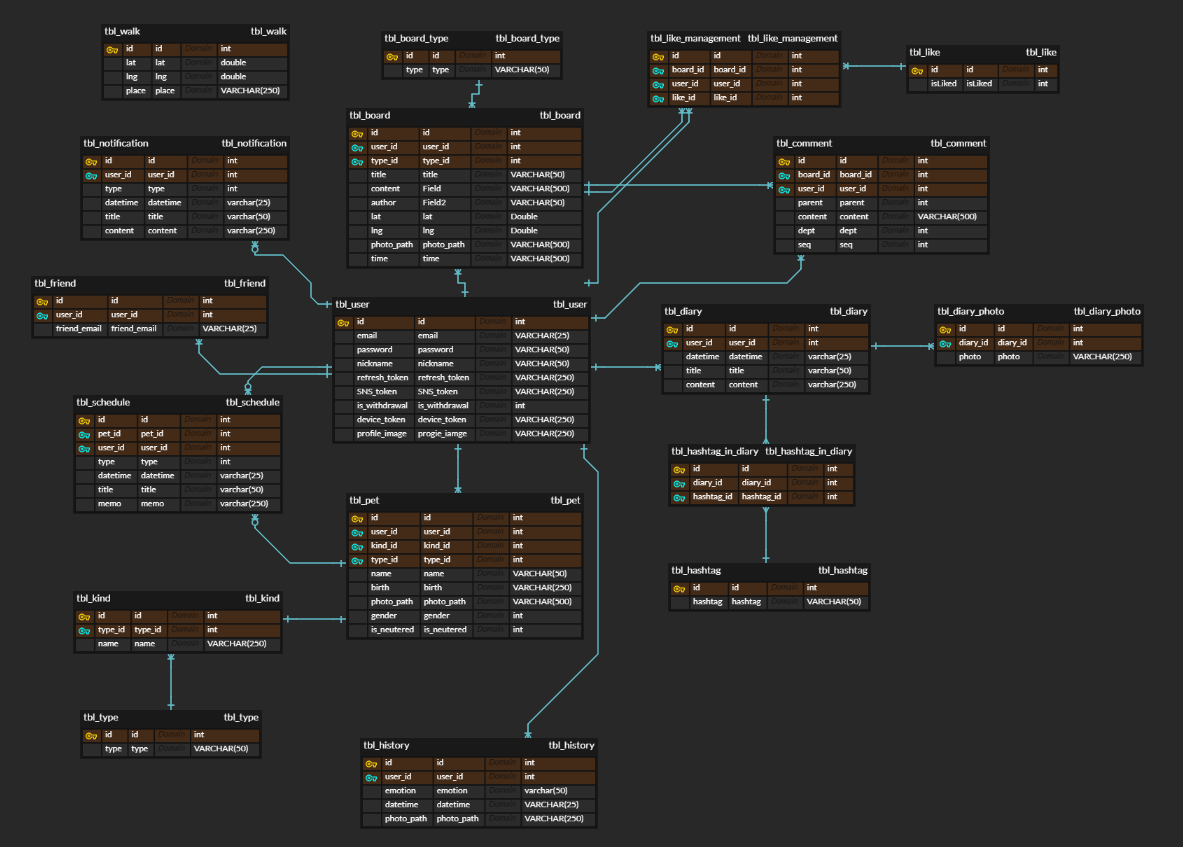 tbl_walk tbl_walk
id id Domain int
lat lat Domain double
lng lng Domain double
place place Domain VARCHAR(250)
tbl_board_type tbl_board_type
id id Domain int
type type Domain VARCHAR(50)
tbl_like_management tbl_like_management
id id Domain int
board_id board_id Domain int
user_id user_id Domain int
like_id like_id Domain int
tbl_like tbl_like
id id Domain int
isLiked isLiked Domain int
tbl_notification tbl_notification
id id Domain int
user_id user_id Domain int
type type Domain int
datetime datetime Domain varchar(25)
title title Domain varchar(50)
content content Domain varchar(250)
tbl_board tbl_board
id id Domain int
user_id user_id Domain int
type_id type_id Domain int
title title Domain VARCHAR(50)
content Field Domain VARCHAR(500)
author Field2 Domain VARCHAR(50)
lat lat Domain Double
lng lng Domain Double
photo_path photo_path Domain VARCHAR(500)
time time Domain VARCHAR(500)
tbl_comment tbl_comment
id id Domain int
board_id board_id Domain int
user_id user_id Domain int
parent parent Domain int
content content Domain VARCHAR(500)
dept dept Domain int
seq seq Domain int
tbl_friend tbl_friend
id id Domain int
user_id user_id Domain int
friend_email friend_email Domain VARCHAR(25)
tbl_user tbl_user
id id Domain int
email email Domain VARCHAR(25)
password password Domain VARCHAR(50)
nickname nickname Domain VARCHAR(50)
refresh_token refresh_token Domain VARCHAR(250)
SNS_token SNS_token Domain VARCHAR(250)
is_withdrawal is_withdrawal Domain int
device_token device_token Domain VARCHAR(250)
profile_image progie_iamge Domain VARCHAR(250)
tbl_diary tbl_diary
id id Domain int
user_id user_id Domain int
datetime datetime Domain varchar(25)
title title Domain varchar(50)
content content Domain varchar(250)
tbl_diary_photo tbl_diary_photo
id id Domain int
diary_id diary_id Domain int
photo photo Domain VARCHAR(250)
tbl_schedule tbl_schedule
id id Domain int
pet_id pet_id Domain int
user_id user_id Domain int
type type Domain int
datetime datetime Domain varchar(25)
title title Domain varchar(50)
memo memo Domain varchar(250)
tbl_hashtag_in_diary tbl_hashtag_in_diary
id id Domain int
diary_id diary_id Domain int
hashtag_id hashtag_id Domain int
tbl_pet tbl_pet
id id Domain int
user_id user_id Domain int
kind_id kind_id Domain int
type_id type_id Domain int
name name Domain VARCHAR(50)
birth birth Domain VARCHAR(250)
photo_path photo_path Domain VARCHAR(500)
gender gender Domain int
is_neutered is_neutered Domain int
tbl_hashtag tbl_hashtag
id id Domain int
hashtag hashtag Domain VARCHAR(50)
tbl_kind tbl_kind
id id Domain int
type_id type_id Domain int
name name Domain VARCHAR(250)
tbl_type tbl_type
id id Domain int
type type Domain VARCHAR(50)
tbl_history tbl_history
id id Domain int
user_id user_id Domain int
emotion emotion Domain varchar(50)
datetime datetime Domain VARCHAR(25)
photo_path photo_path Domain VARCHAR(250)